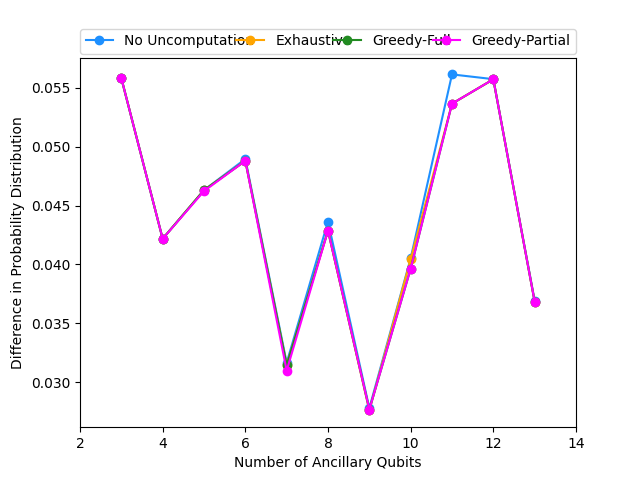 No Uncomputation Exhaustive Greedy-Full Greedy-Partial
0.055
0.050
0.045
0.040
0.035
0.030
Difference in Probability Distribution
2 4 6 8 10 12 14
Number of Ancillary Qubits